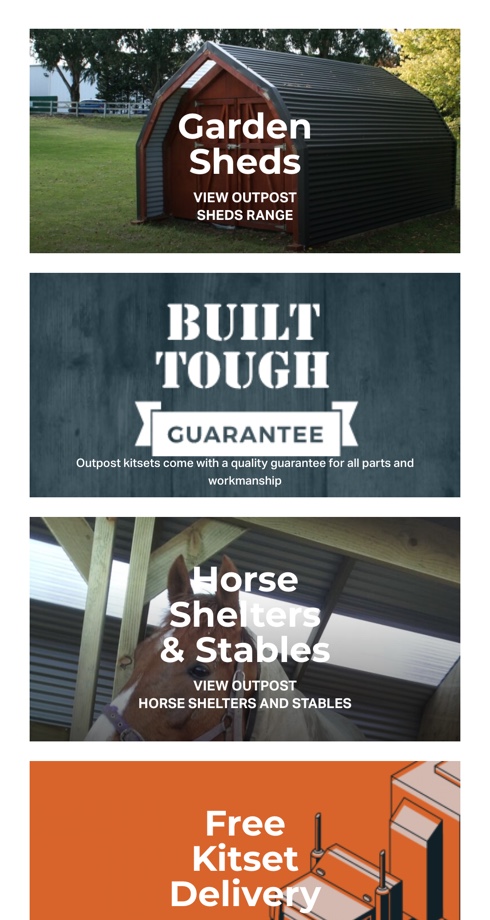 Garden
Sheds
VIEW OUTPOST
SHEDS RANGE
BUILT
TOUGH
GUARANTEE
Outpost kitsets come with a quality guarantee for all parts and
workmanship
Horse
Shelters
& Stables
VIEW OUTPOST
HORSE SHELTERS AND STABLES
Free
Kitset
Delivery